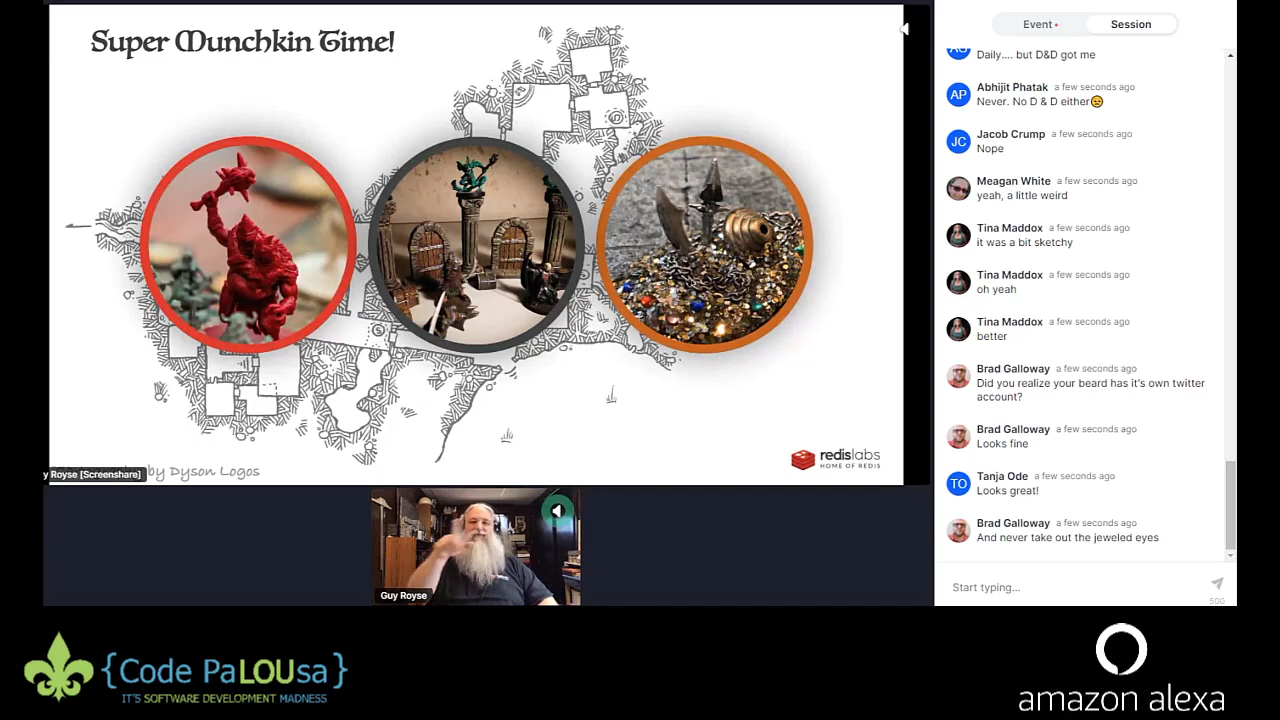 Super Munchkin Time!
by Dyson Logos
y Royse [Screenshare]
redislabs
HOME OF REDIS
Guy Royse
Event
Session
Daily.... but D&D got me
AP
Abhijit Phatak a few seconds ago
Never. No D & D either😐
JC
Jacob Crump a few seconds ago
Nope
Meagan White a few seconds ago
yeah, a little weird
Tina Maddox a few seconds ago
it was a bit sketchy
Tina Maddox a few seconds ago
oh yeah
Tina Maddox a few seconds ago
better
Brad Galloway a few seconds ago
Did you realize your beard has it's own twitter
account?
Brad Galloway a few seconds ago
Looks fine
TO
Tanja Ode a few seconds ago
Looks great!
Brad Galloway a few seconds ago
And never take out the jeweled eyes
Start typing...
500
{Code PaLOUsa}
IT'S SOFTWARE DEVELOPMENT MADNESS
amazon alexa